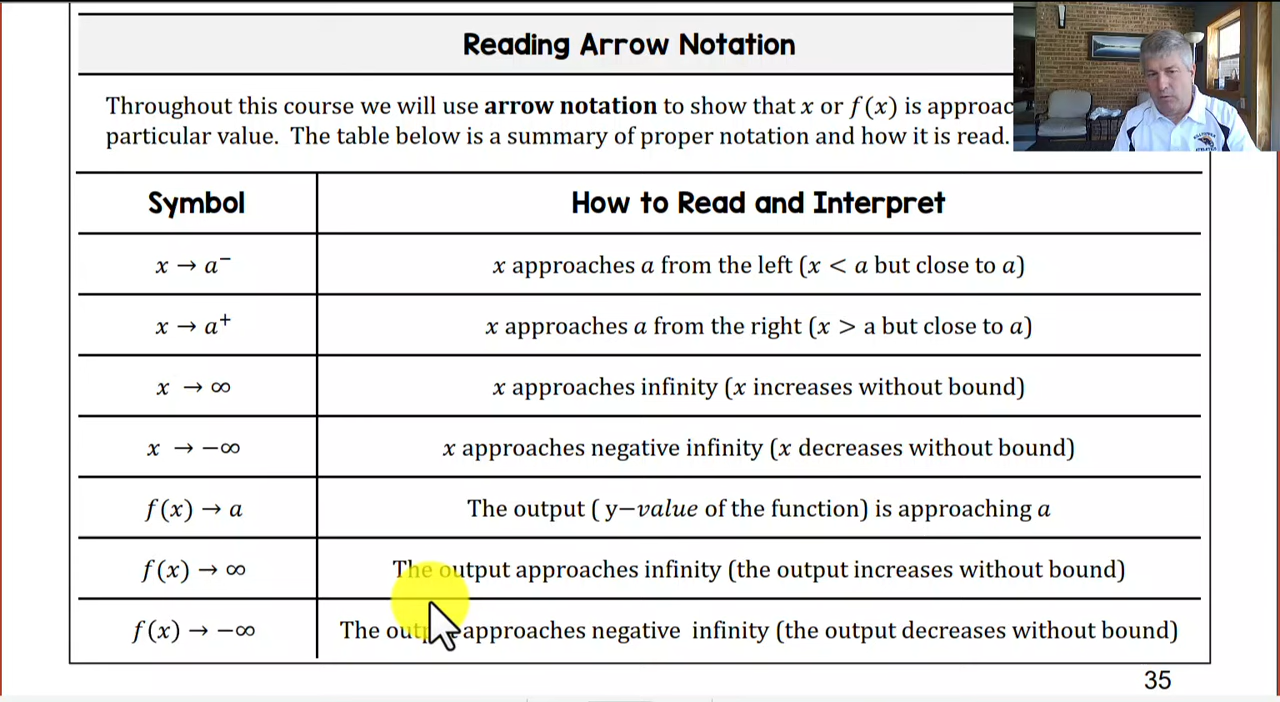 Reading Arrow Notation
Throughout this course we will use arrow notation to show that x or f(x) is
particular value. The table below is a summary of proper notation and how it is read.
Symbol How to Read and Interpret
x → a⁻ x approaches a from the left (x < a but close to a)
x → a⁺ x approaches a from the right (x > a but close to a)
x → ∞ x approaches infinity (x increases without bound)
x → −∞ x approaches negative infinity (x decreases without bound)
f(x) → a The output ( y−value of the function) is approaching a
f(x) → ∞ The output approaches infinity (the output increases without bound)
f(x) → −∞ The output approaches negative infinity (the output decreases without bound)
35